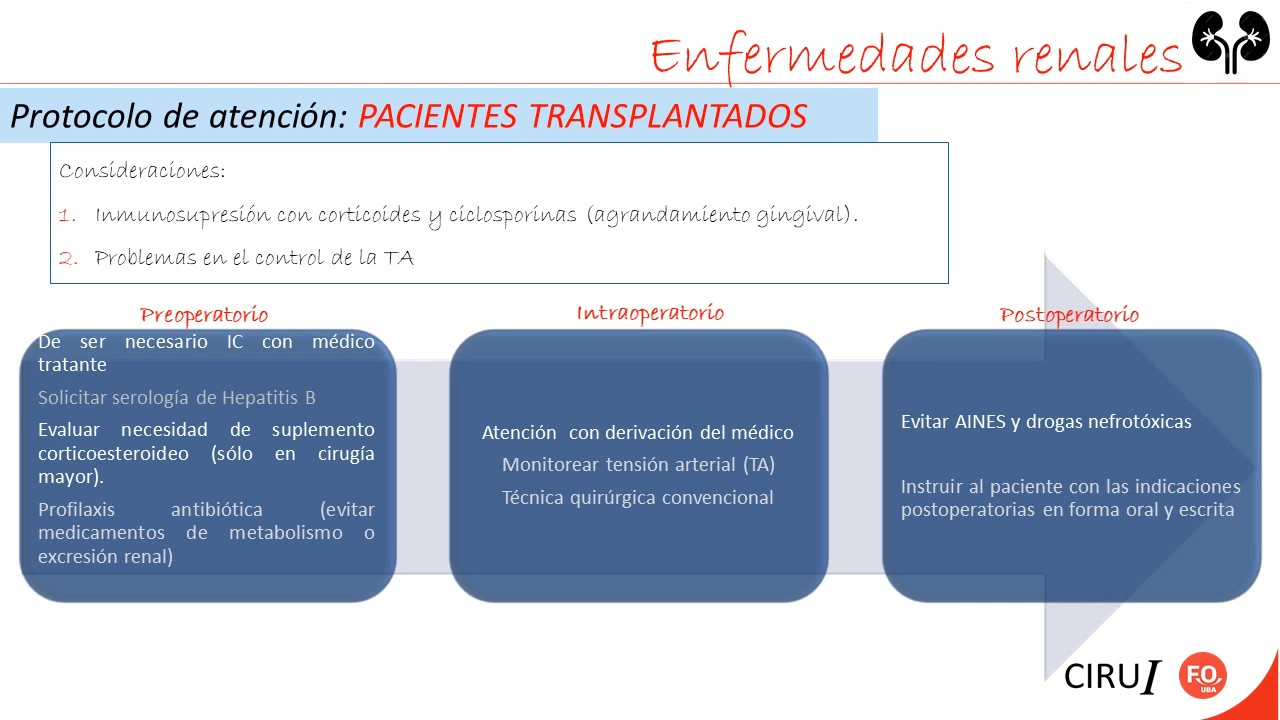 Enfermedades renales
Protocolo de atención: PACIENTES TRANSPLANTADOS
Consideraciones:
1. Inmunosupresión con corticoides y ciclosporinas (agrandamiento gingival).
2. Problemas en el control de la TA
Preoperatorio
De ser necesario IC con médico
tratante
Solicitar serología de Hepatitis B
Evaluar necesidad de suplemento
corticoesteroideo (sólo en cirugía
mayor).
Profilaxis antibiótica (evitar
medicamentos de metabolismo o
excresión renal)
Intraoperatorio
Atención con derivación del médico
Monitorear tensión arterial (TA)
Técnica quirúrgica convencional
Postoperatorio
Evitar AINES y drogas nefrotóxicas
Instruir al paciente con las indicaciones
postoperatorias en forma oral y escrita
CIRUI
F.O.
UBA